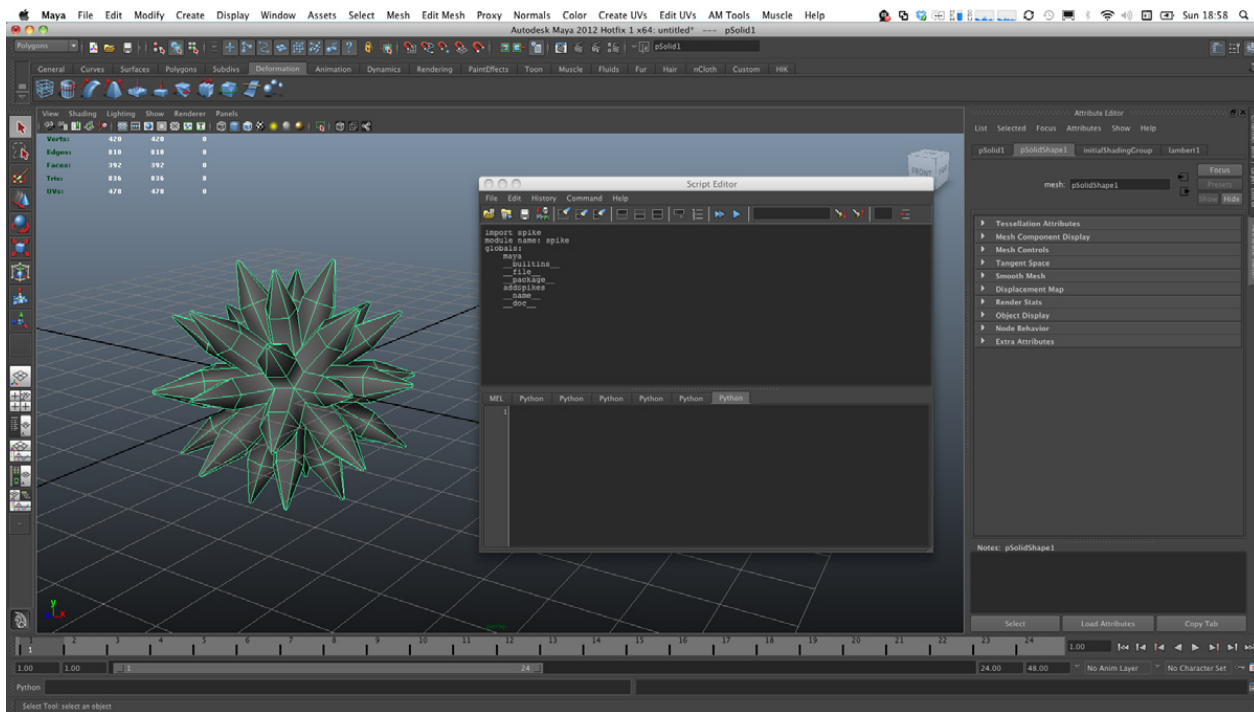 Maya File Edit Modify Create Display Window Assets Select Mesh Edit Mesh Proxy Normals Color Create UVs Edit UVs AM Tools Muscle Help Sun 18:58
Autodesk Maya 2012 Hotfix 1 x64: untitled* --- pSolid1
Polygons pSolid1
General Curves Surfaces Polygons Subdivs Deformation Animation Dynamics Rendering PaintEffects Toon Muscle Fluids Fur Hair nCloth Custom HIK
View Shading Lighting Show Renderer Panels
Verts: 420 420 0
Edges: 810 810 0
Faces: 392 392 0
Tris: 836 836 0
UVs: 470 470 0
FRONT
Script Editor
File Edit History Command Help
import spike
module name: spike
globals:
maya
__builtins__
__file__
__package__
addspikes
__name__
__doc__
MEL Python Python Python Python Python Python
1
Attribute Editor
List Selected Focus Attributes Show Help
pSolid1 pSolidShape1 initialShadingGroup lambert1
Focus
mesh: pSolidShape1 Presets
Show Hide
Tessellation Attributes
Mesh Component Display
Mesh Controls
Tangent Space
Smooth Mesh
Displacement Map
Render Stats
Object Display
Node Behavior
Extra Attributes
Notes: pSolidShape1
Select Load Attributes Copy Tab
y
x
1 2 3 4 5 6 7 8 9 10 11 12 13 14 15 16 17 18 19 20 21 22 23 24
1 1.00
1.00 1.00 1 24 24.00 48.00 No Anim Layer No Character Set
Python
Select Tool: select an object